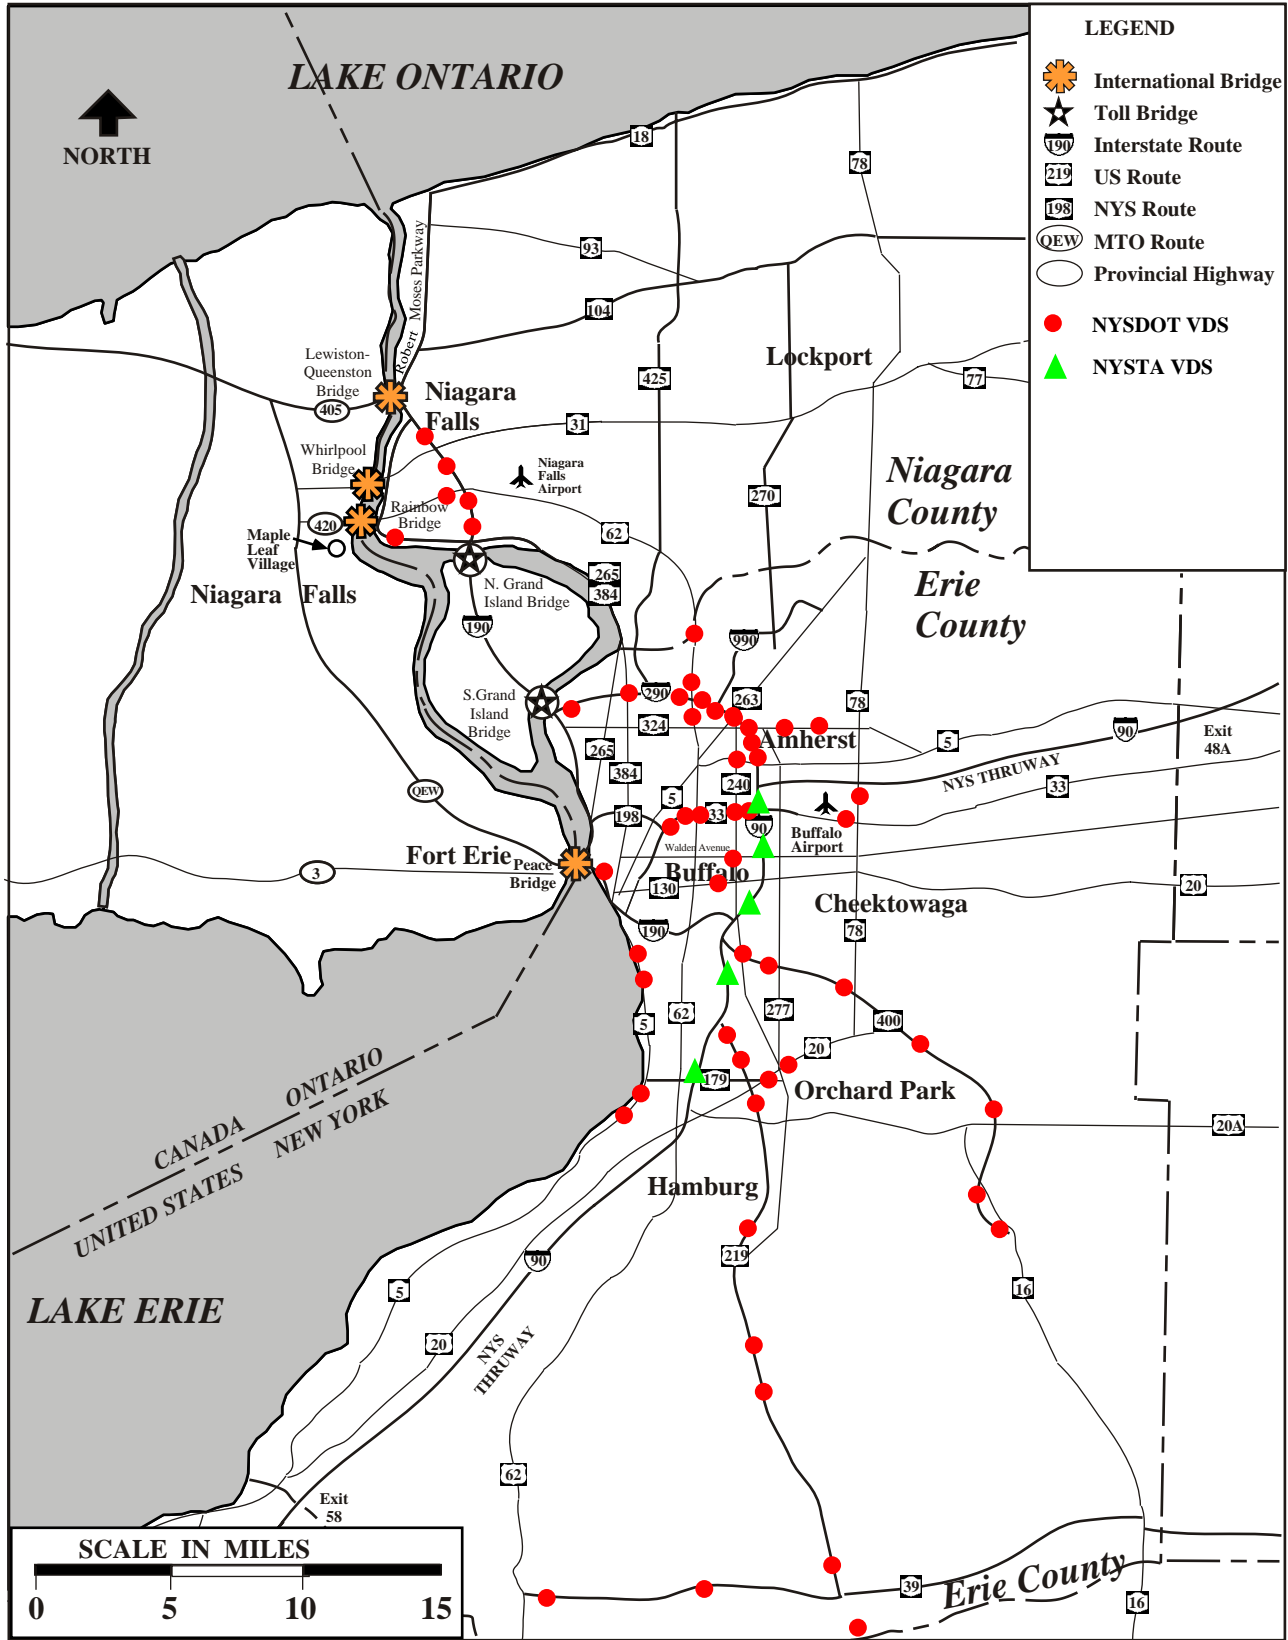 LEGEND
International Bridge
Toll Bridge
190
Interstate Route
219
US Route
198
NYS Route
QEW
MTO Route
Provincial Highway
NYSDOT VDS
NYSTA VDS
LAKE ONTARIO
NORTH
18
78
Robert Moses Parkway
93
104
Lockport
Lewiston-
Queenston
Bridge
405
Niagara
Falls
425
77
31
Whirlpool
Bridge
Niagara
Falls
Airport
Niagara
County
270
Rainbow
Bridge
420
62
Maple
Leaf
Village
Niagara Falls
N. Grand
Island Bridge
265
384
Erie
County
190
990
S.Grand
Island
Bridge
290
263
78
324
Amherst
5
90
Exit
48A
265
384
240
NYS THRUWAY
33
QEW
5
198
33
90
Buffalo
Airport
Walden Avenue
Fort Erie
Peace
Bridge
3
Buffalo
130
20
Cheektowaga
190
78
62
277
5
400
20
179
Orchard Park
ONTARIO
CANADA
NEW YORK
UNITED STATES
20A
Hamburg
219
90
5
16
LAKE ERIE
20
NYS
THRUWAY
62
Exit
58
SCALE IN MILES
0 5 10 15
39
Erie County
16